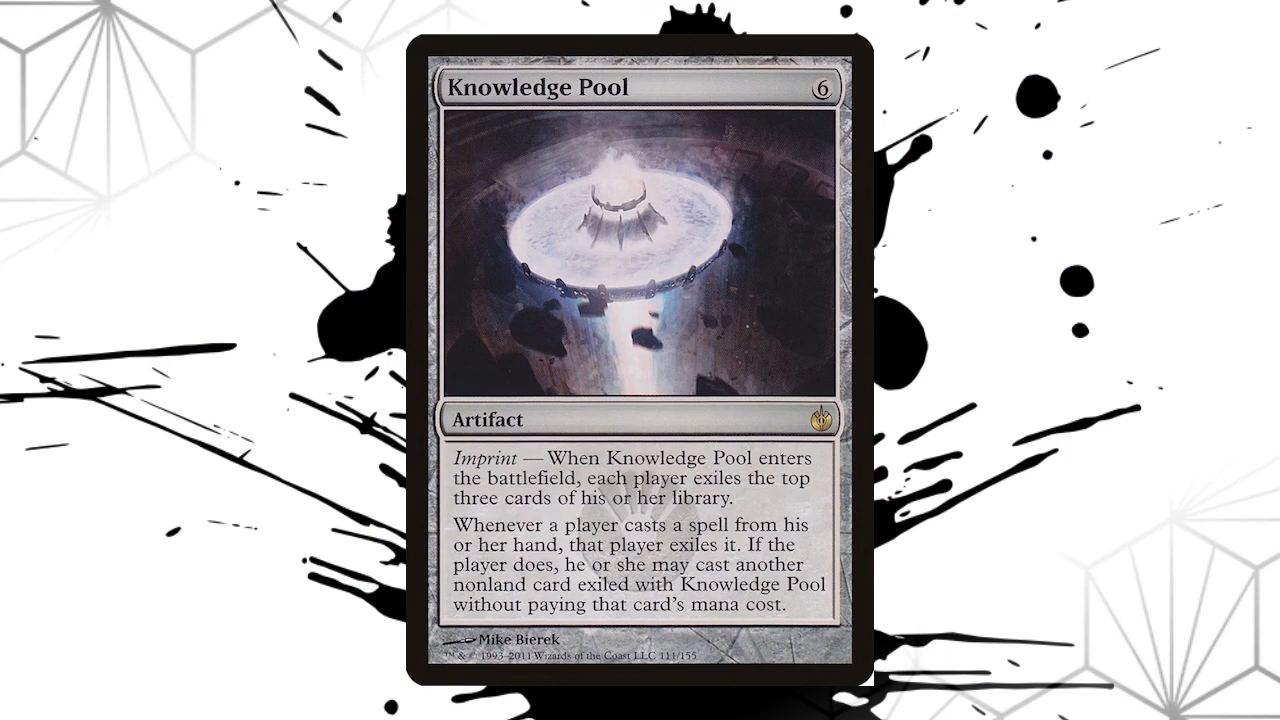 Knowledge Pool 6
Artifact
Imprint — When Knowledge Pool enters
the battlefield, each player exiles the top
three cards of his or her library.
Whenever a player casts a spell from his
or her hand, that player exiles it. If the
player does, he or she may cast another
nonland card exiled with Knowledge Pool
without paying that card's mana cost.
Mike Bierek
™ & © 1993–2011 Wizards of the Coast LLC 111/155